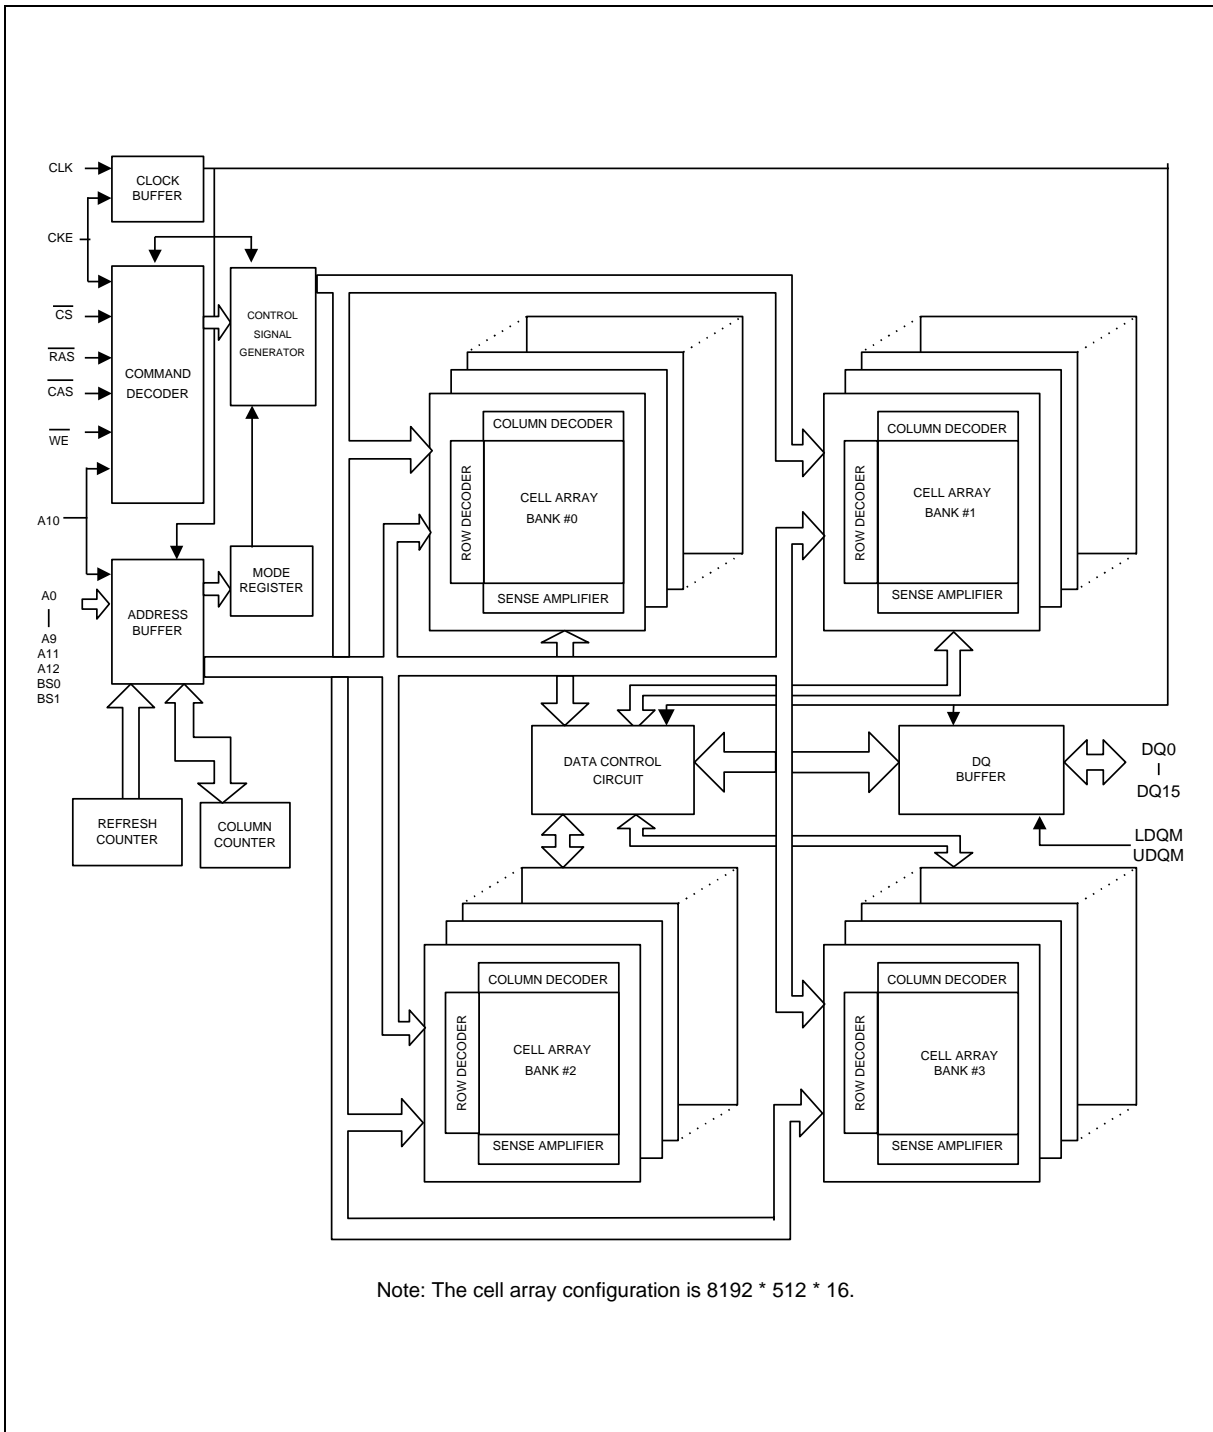 CLK
CLOCK
BUFFER
CKE
CS
RAS
CAS
WE
COMMAND
DECODER
CONTROL
SIGNAL
GENERATOR
A10
A0
A9
A11
A12
BS0
BS1
ADDRESS
BUFFER
MODE
REGISTER
REFRESH
COUNTER
COLUMN
COUNTER
COLUMN DECODER
ROW DECODER
CELL ARRAY
BANK #0
SENSE AMPLIFIER
COLUMN DECODER
ROW DECODER
CELL ARRAY
BANK #1
SENSE AMPLIFIER
DATA CONTROL
CIRCUIT
DQ
BUFFER
DQ0
DQ15
LDQM
UDQM
COLUMN DECODER
ROW DECODER
CELL ARRAY
BANK #2
SENSE AMPLIFIER
COLUMN DECODER
ROW DECODER
CELL ARRAY
BANK #3
SENSE AMPLIFIER
Note: The cell array configuration is 8192 * 512 * 16.